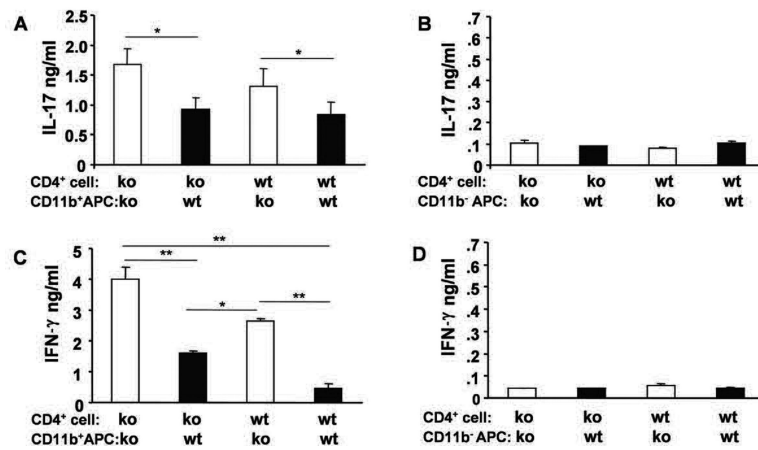 A
IL-17 ng/ml
2.5
2.0
1.5
1.0
0.5
0
*
*
CD4⁺ cell: ko ko wt wt
CD11b⁺APC: ko wt ko wt
B
IL-17 ng/ml
.7
.6
.5
.4
.3
.2
.1
0
CD4⁺ cell: ko ko wt wt
CD11b⁻ APC: ko wt ko wt
C
IFN-γ ng/ml
5
4
3
2
1
0
**
**
*
**
CD4⁺ cell: ko ko wt wt
CD11b⁺APC: ko wt ko wt
D
IFN-γ ng/ml
.7
.6
.5
.4
.3
.2
.1
0
CD4⁺ cell: ko ko wt wt
CD11b⁻ APC: ko wt ko wt